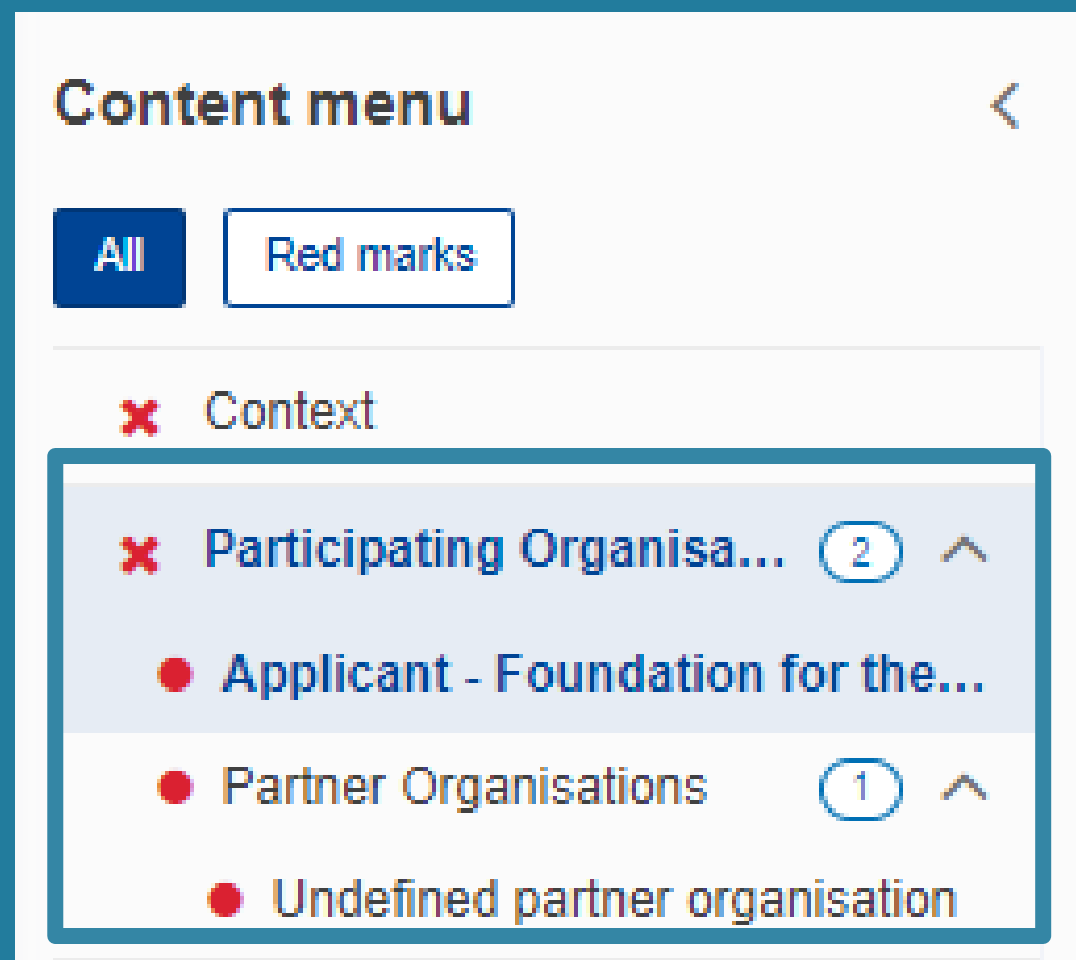 Content menu
All Red marks
Context
Participating Organisa... 2
Applicant - Foundation for the...
Partner Organisations 1
Undefined partner organisation